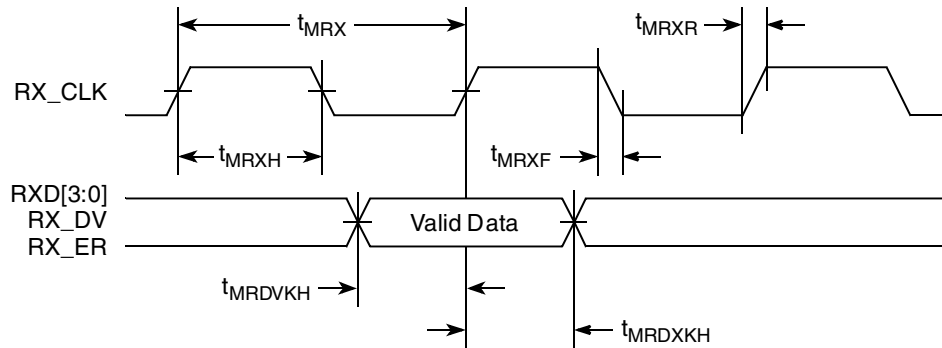 tMRX
tMRXR
RX_CLK
tMRXH
tMRXF
RXD[3:0]
RX_DV
RX_ER
Valid Data
tMRDVKH
tMRDXKH